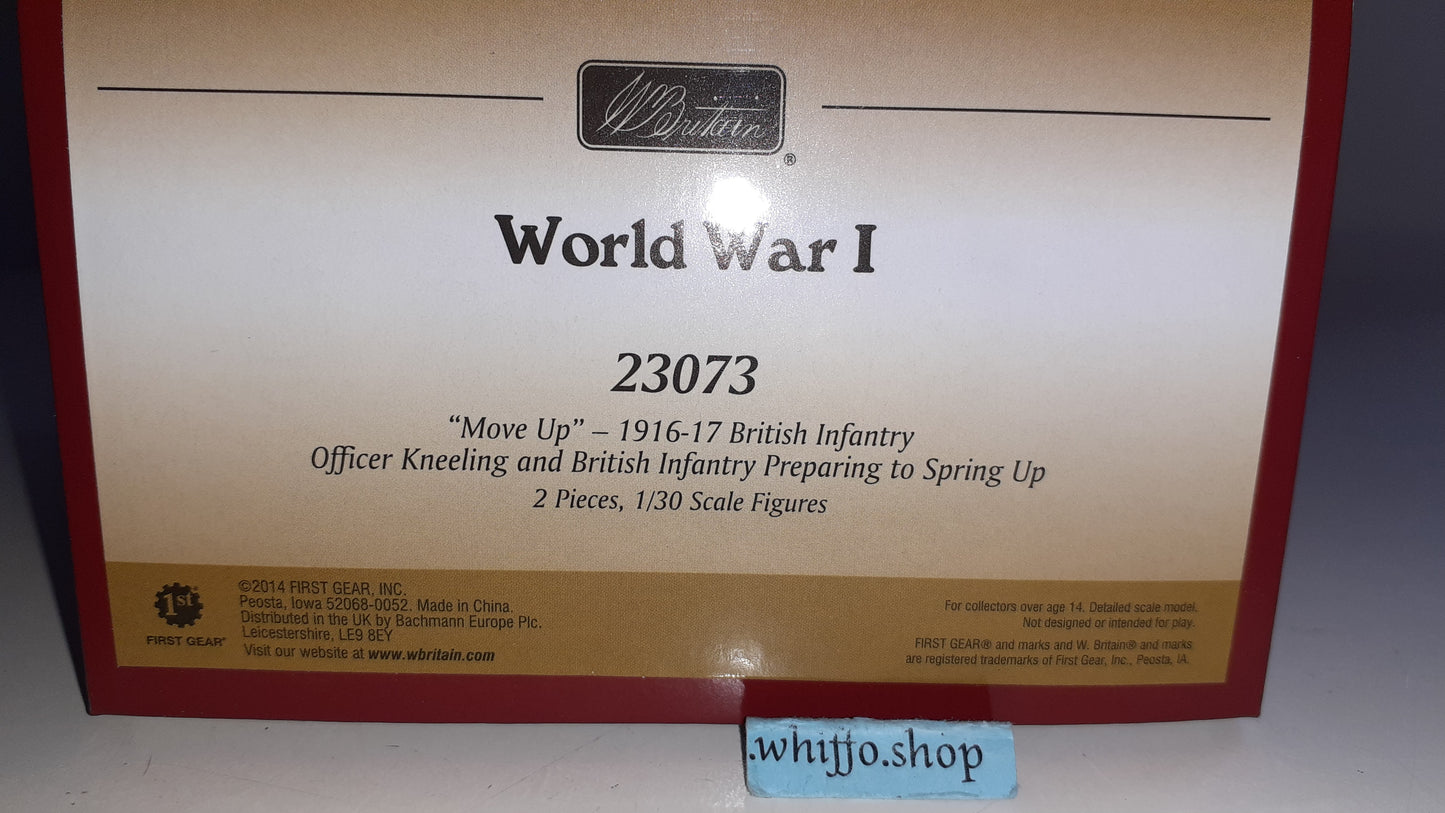 W Britain
®
World War I
23073
“Move Up” – 1916-17 British Infantry
Officer Kneeling and British Infantry Preparing to Spring Up
2 Pieces, 1/30 Scale Figures
1st
FIRST GEAR®
©2014 FIRST GEAR, INC.
Peosta, Iowa 52068-0052. Made in China.
Distributed in the UK by Bachmann Europe Plc.
Leicestershire, LE9 8EY
Visit our website at www.wbritain.com
For collectors over age 14. Detailed scale model.
Not designed or intended for play.
FIRST GEAR® and marks and W. Britain® and marks
are registered trademarks of First Gear, Inc., Peosta, IA.
.whiffo.shop